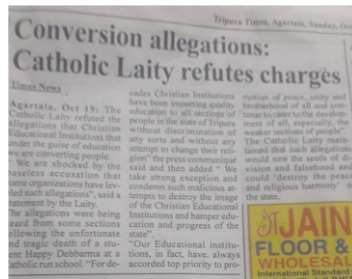 Tripura Times, Agartala, Sunday, Oct
Conversion allegations:
Catholic Laity refutes charges
Times News
Agartala, Oct 19: The
Catholic Laity refuted the
allegations that Christian
Educational Institutions that
under the guise of education
we are converting people.
We are shocked by the
baseless accusation that
some organizations have lev-
led such allegations", said a
statement by the Laity.
The allegations were being
heard from some sections
following the unfortunate
and tragic death of a stu-
dent Happy Debbarma at a
catholic run school. "For de-
cades Christian Institutions
have been imparting quality
education to all sections of
people in the state of Tripura
without discrimination of
any sorts and without any
attempt to change their reli-
gion" the press communiqué
said and then added " We
take strong exception and
condemn such malicious at-
tempts to destroy the image
of the Christian Educational
Institutions and hamper edu-
cation and progress of the
state".
"Our Educational institu-
tions, in fact, have, always
accorded top priority to pro-
motion of peace, unity and
brotherhood of all and con-
tinue to cater to the develop-
ment of all, especially, the
weaker sections of people".
The Catholic Laity main-
tained that such allegations
would sow the seeds of di-
vision and falsehood and
could 'destroy the peace
and religious harmony' of
the state.
JAIN
FLOOR &
WHOLESAL
International Standard